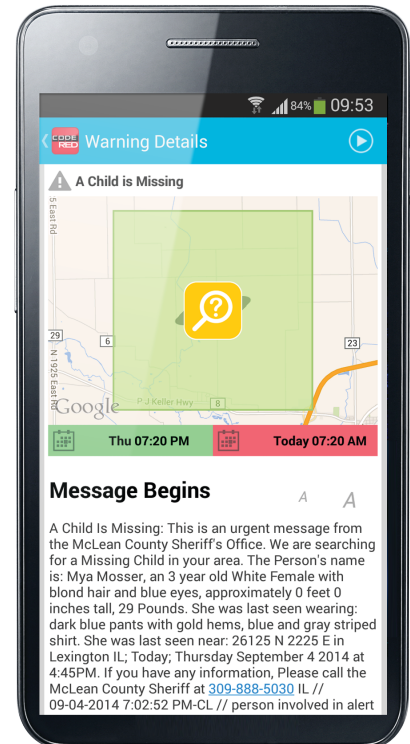 84% 09:53
CODE RED Warning Details
A Child is Missing
5 East Rd
29
6
23
N 1925 East Rd
P J Keller Hwy
8
Google
Thu 07:20 PM Today 07:20 AM
Message Begins A A
A Child Is Missing: This is an urgent message from
the McLean County Sheriff's Office. We are searching
for a Missing Child in your area. The Person's name
is: Mya Mosser, an 3 year old White Female with
blond hair and blue eyes, approximately 0 feet 0
inches tall, 29 Pounds. She was last seen wearing:
dark blue pants with gold hems, blue and gray striped
shirt. She was last seen near: 26125 N 2225 E in
Lexington IL; Today; Thursday September 4 2014 at
4:45PM. If you have any information, Please call the
McLean County Sheriff at 309-888-5030 IL //
09-04-2014 7:02:52 PM-CL // person involved in alert